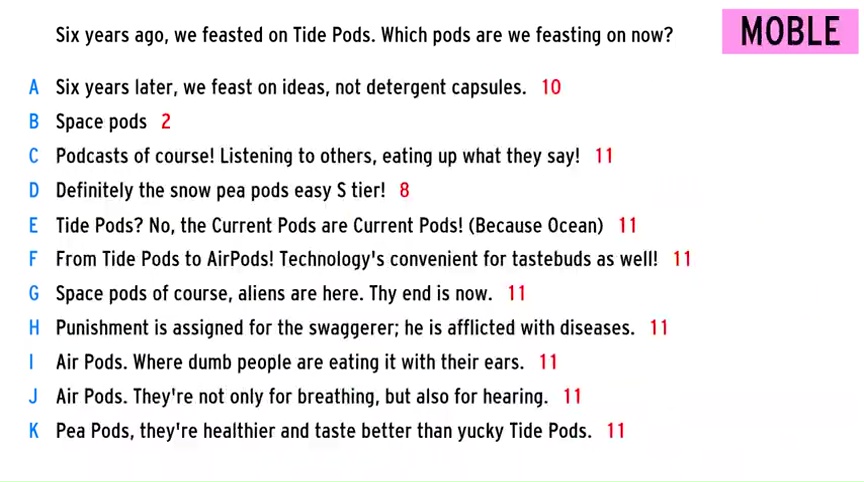 Six years ago, we feasted on Tide Pods. Which pods are we feasting on now?
MOBLE
A Six years later, we feast on ideas, not detergent capsules. 10
B Space pods 2
C Podcasts of course! Listening to others, eating up what they say! 11
D Definitely the snow pea pods easy S tier! 8
E Tide Pods? No, the Current Pods are Current Pods! (Because Ocean) 11
F From Tide Pods to AirPods! Technology's convenient for tastebuds as well! 11
G Space pods of course, aliens are here. Thy end is now. 11
H Punishment is assigned for the swaggerer; he is afflicted with diseases. 11
I Air Pods. Where dumb people are eating it with their ears. 11
J Air Pods. They're not only for breathing, but also for hearing. 11
K Pea Pods, they're healthier and taste better than yucky Tide Pods. 11